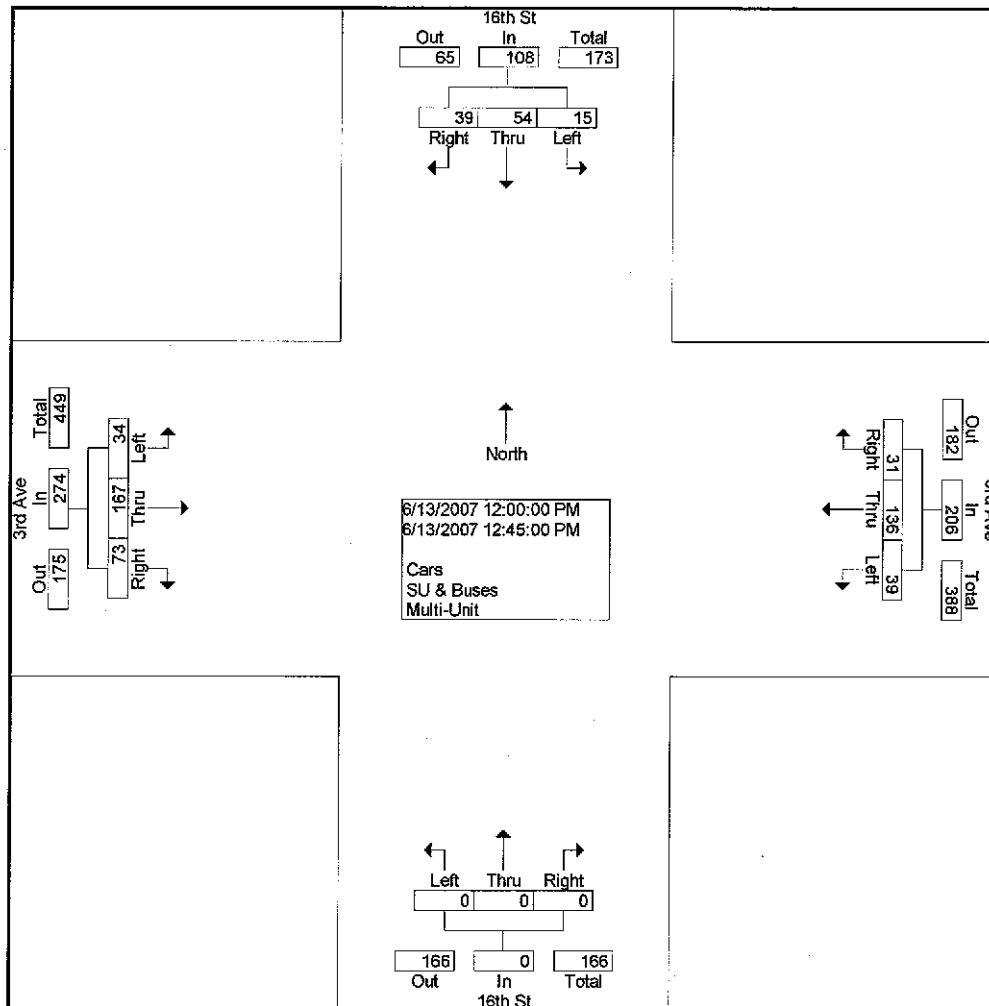 16th St
Out In Total
65 108 173
39 54 15
Right Thru Left
Total 449
In 274
Out 175
3rd Ave
34 Left
167 Thru
73 Right
North
6/13/2007 12:00:00 PM
6/13/2007 12:45:00 PM
Cars
SU & Buses
Multi-Unit
Right 31
Thru 136
Left 39
Out 182
In 206
Total 388
Ave
Left Thru Right
0 0 0
166 0 166
Out In Total
16th St